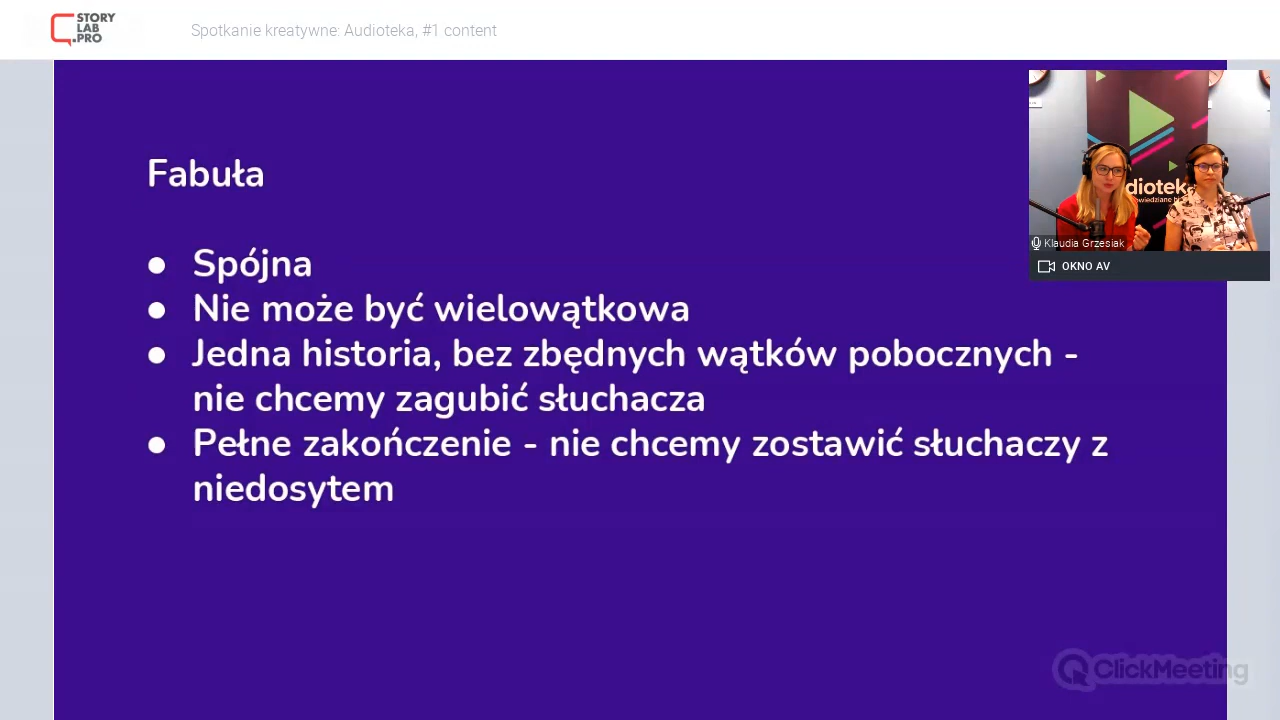 STORY
LAB
.PRO
Spotkanie kreatywne: Audioteka, #1 content
Fabuła
● Spójna
● Nie może być wielowątkowa
● Jedna historia, bez zbędnych wątków pobocznych -
nie chcemy zagubić słuchacza
● Pełne zakończenie - nie chcemy zostawić słuchaczy z
niedosytem
diotek
Klaudia Grzesiak
OKNO AV
ClickMeeting